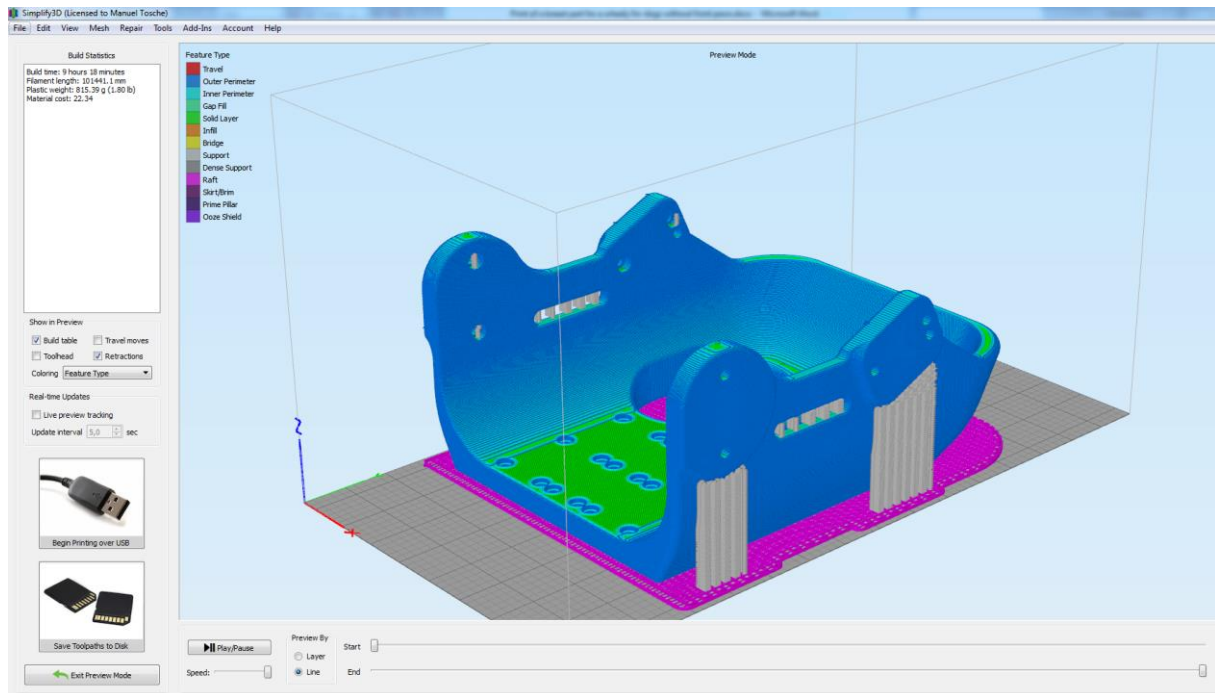 Simplify3D (Licensed to Manuel Tosche)
File Edit View Mesh Repair Tools Add-Ins Account Help
Build Statistics
Build time: 9 hours 18 minutes
Filament length: 101441.1 mm
Plastic weight: 815.39 g (1.80 lb)
Material cost: 22.34
Show in Preview
Build table Travel moves
Toolhead Retractions
Coloring Feature Type
Real-time Updates
Live preview tracking
Update interval 5,0 sec
Begin Printing over USB
Save Toolpaths to Disk
Exit Preview Mode
Feature Type
Travel
Outer Perimeter
Inner Perimeter
Gap Fill
Solid Layer
Infill
Bridge
Support
Dense Support
Raft
Skirt/Brim
Prime Pillar
Ooze Shield
Preview Mode
Play/Pause
Speed:
Preview By
Layer
Line
Start
End